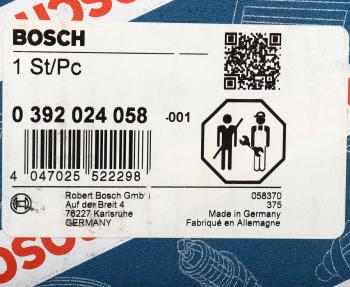 BOSCH
1 St/Pc
0 392 024 058 -001
4 047025 522298
Robert Bosch GmbH
Auf der Breit 4
76227 Karlsruhe
GERMANY
058370
375
Made in Germany
Fabriqué en Allemagne